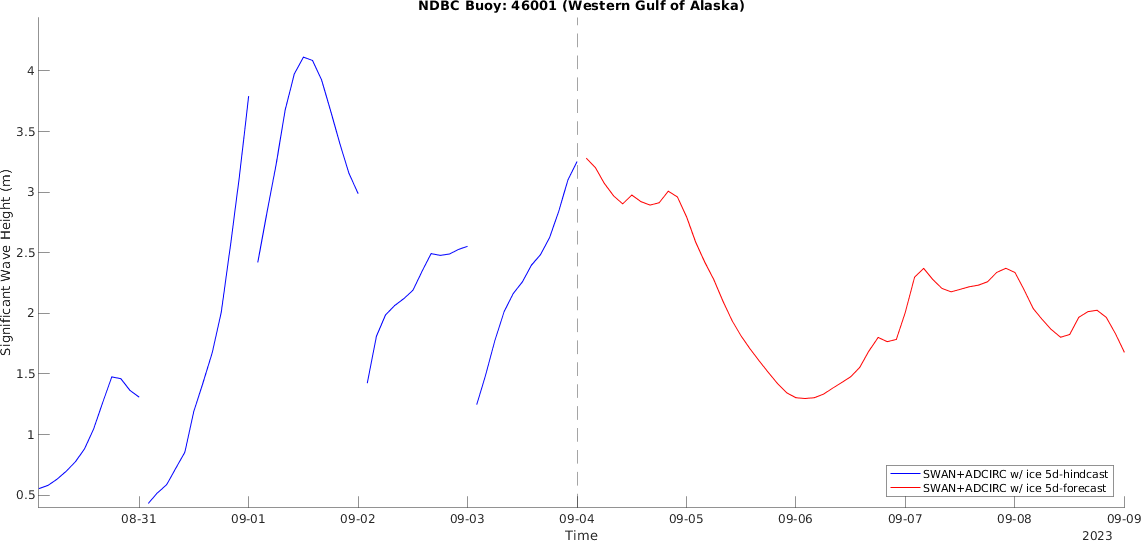 NDBC Buoy: 46001 (Western Gulf of Alaska)
4
3.5
3
2.5
2
1.5
1
0.5
Significant Wave Height (m)
08-31 09-01 09-02 09-03 09-04 09-05 09-06 09-07 09-08 09-09
Time
2023
SWAN+ADCIRC w/ ice 5d-hindcast
SWAN+ADCIRC w/ ice 5d-forecast